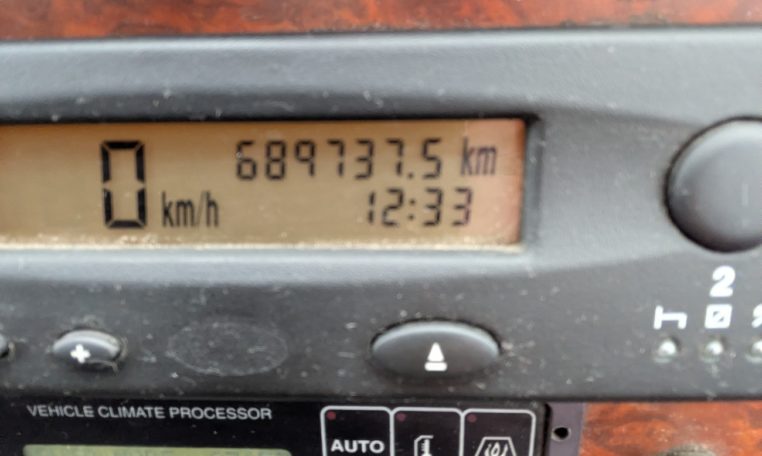 689737.5 km
0 km/h 12:33
2
VEHICLE CLIMATE PROCESSOR
AUTO